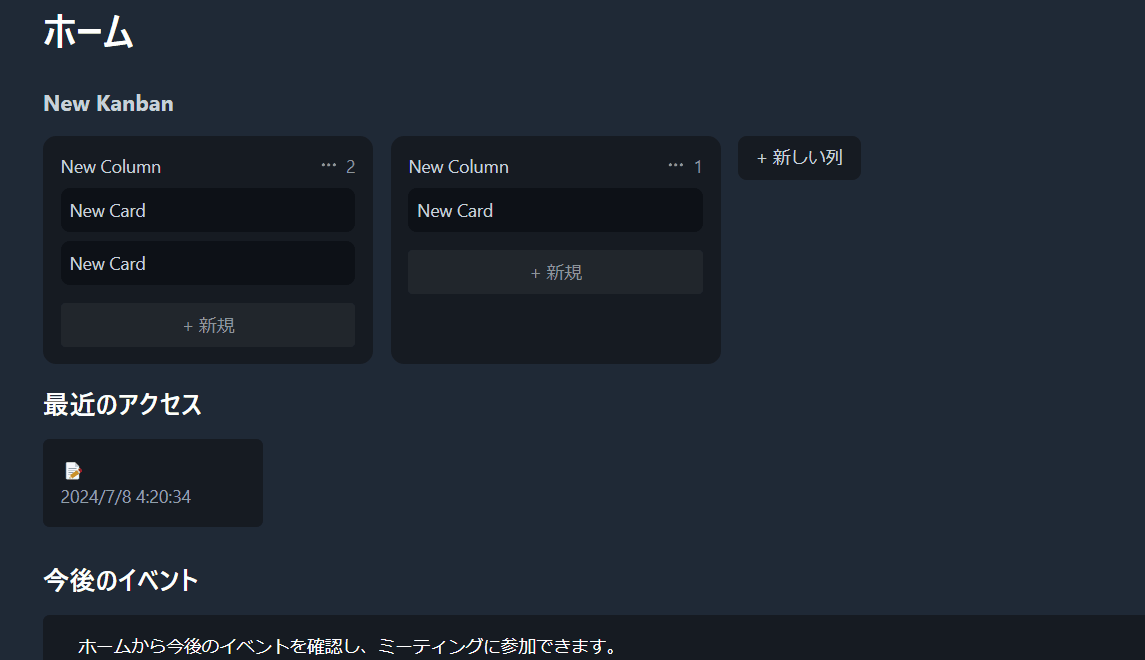 ホーム
New Kanban
New Column ··· 2
New Card
New Card
+ 新規
New Column ··· 1
New Card
+ 新規
+ 新しい列
最近のアクセス
2024/7/8 4:20:34
今後のイベント
ホームから今後のイベントを確認し、ミーティングに参加できます。